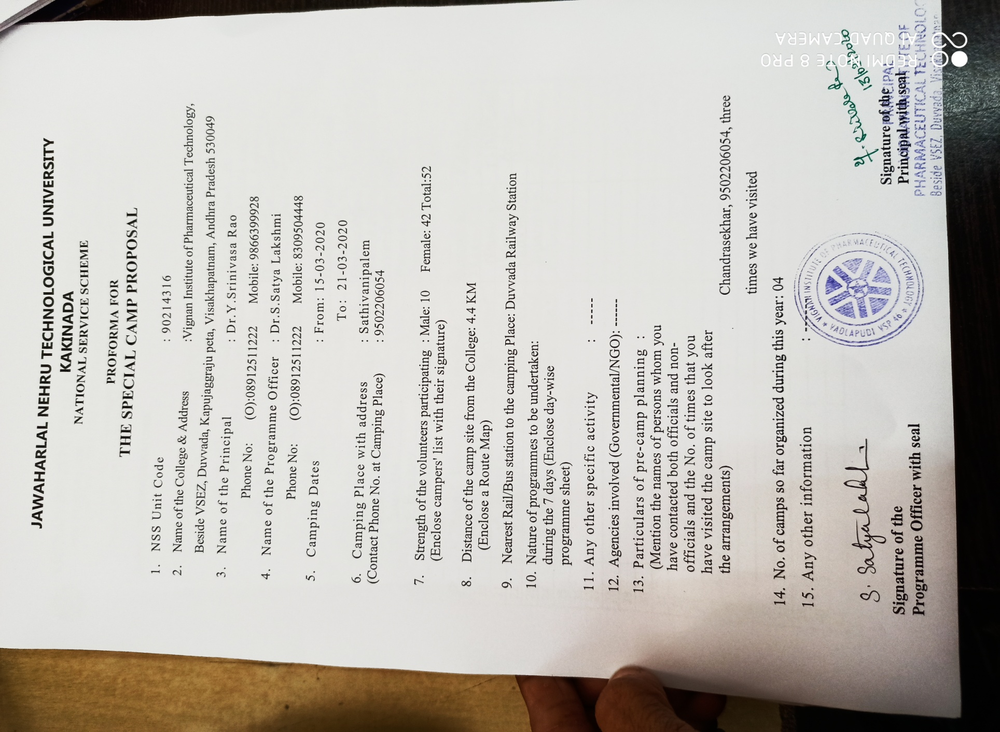 JAWAHARLAL NEHRU TECHNOLOGICAL UNIVERSITY
KAKINADA
NATIONAL SERVICE SCHEME
PROFORMA FOR
THE SPECIAL CAMP PROPOSAL
1. NSS Unit Code : 90214316
2. Name of the College & Address :Vignan Institute of Pharmaceutical Technology,
Beside VSEZ, Duvvada, Kapujaggraju peta, Visakhapatnam, Andhra Pradesh 530049
3. Name of the Principal : Dr.Y.Srinivasa Rao
Phone No: (O):08912511222 Mobile: 9866399928
4. Name of the Programme Officer : Dr.S.Satya Lakshmi
Phone No: (O):08912511222 Mobile: 8309504448
5. Camping Dates : From: 15-03-2020
To: 21-03-2020
6. Camping Place with address : Sathivanipalem
(Contact Phone No. at Camping Place) : 9502206054
7. Strength of the volunteers participating : Male: 10 Female: 42 Total:52
(Enclose campers' list with their signature)
8. Distance of the camp site from the College: 4.4 KM
(Enclose a Route Map)
9. Nearest Rail/Bus station to the camping Place: Duvvada Railway Station
10. Nature of programmes to be undertaken:
during the 7 days (Enclose day-wise
programme sheet)
11. Any other specific activity : -----
12. Agencies involved (Governmental/NGO): ------
13. Particulars of pre-camp planning :
(Mention the names of persons whom you
have contacted both officials and non-
officials and the No. of times that you
have visited the camp site to look after
the arrangements)
Chandrasekhar, 9502206054, three
times we have visited
14. No. of camps so far organized during this year: 04
15. Any other information : ------
VIGNAN INSTITUTE OF PHARMACEUTICAL TECHNOLOGY * VADLAPUDI VSP 46 *
S. Satyalakshmi
Signature of the
Programme Officer with seal
13/02/2020
Signature of the
Principal with seal
PRINCIPAL
VIGNAN INSTITUTE OF
PHARMACEUTICAL TECHNOLOG
Beside VSEZ, Duvvada,
REDMI NOTE 8 PRO
AI QUAD CAMERA